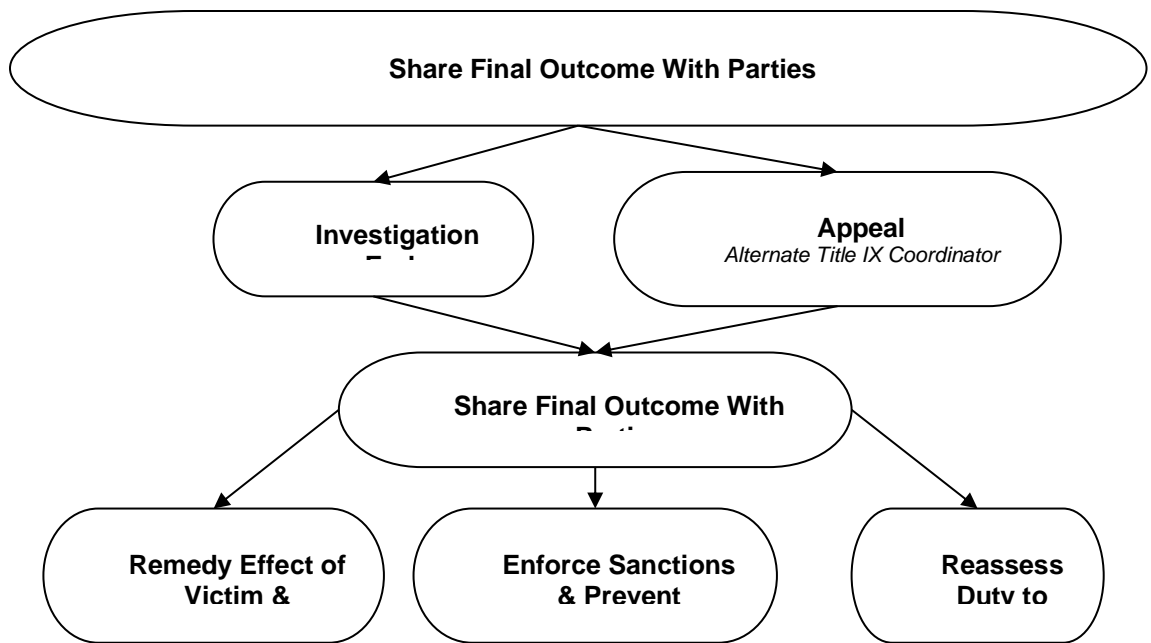 Share Final Outcome With Parties
Investigation
Appeal
Alternate Title IX Coordinator
Share Final Outcome With
Remedy Effect of
Victim &
Enforce Sanctions
& Prevent
Reassess
Duty to